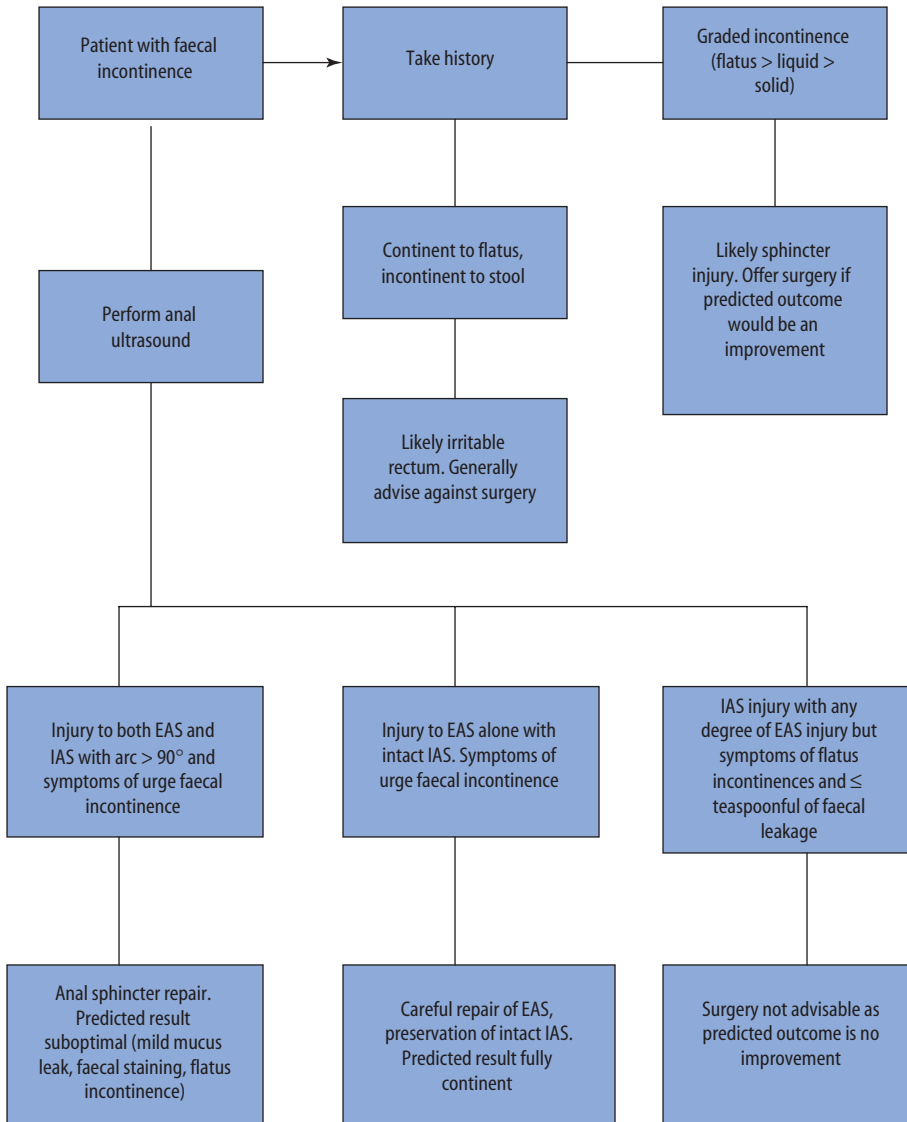 Patient with faecal
incontinence
Take history
Graded incontinence
(flatus > liquid >
solid)
Continent to flatus,
incontinent to stool
Likely sphincter
injury. Offer surgery if
predicted outcome
would be an
improvement
Perform anal
ultrasound
Likely irritable
rectum. Generally
advise against surgery
Injury to both EAS and
IAS with arc > 90° and
symptoms of urge faecal
incontinence
Injury to EAS alone with
intact IAS. Symptoms of
urge faecal incontinence
IAS injury with any
degree of EAS injury but
symptoms of flatus
incontinences and ≤
teaspoonful of faecal
leakage
Anal sphincter repair.
Predicted result
suboptimal (mild mucus
leak, faecal staining, flatus
incontinence)
Careful repair of EAS,
preservation of intact IAS.
Predicted result fully
continent
Surgery not advisable as
predicted outcome is no
improvement